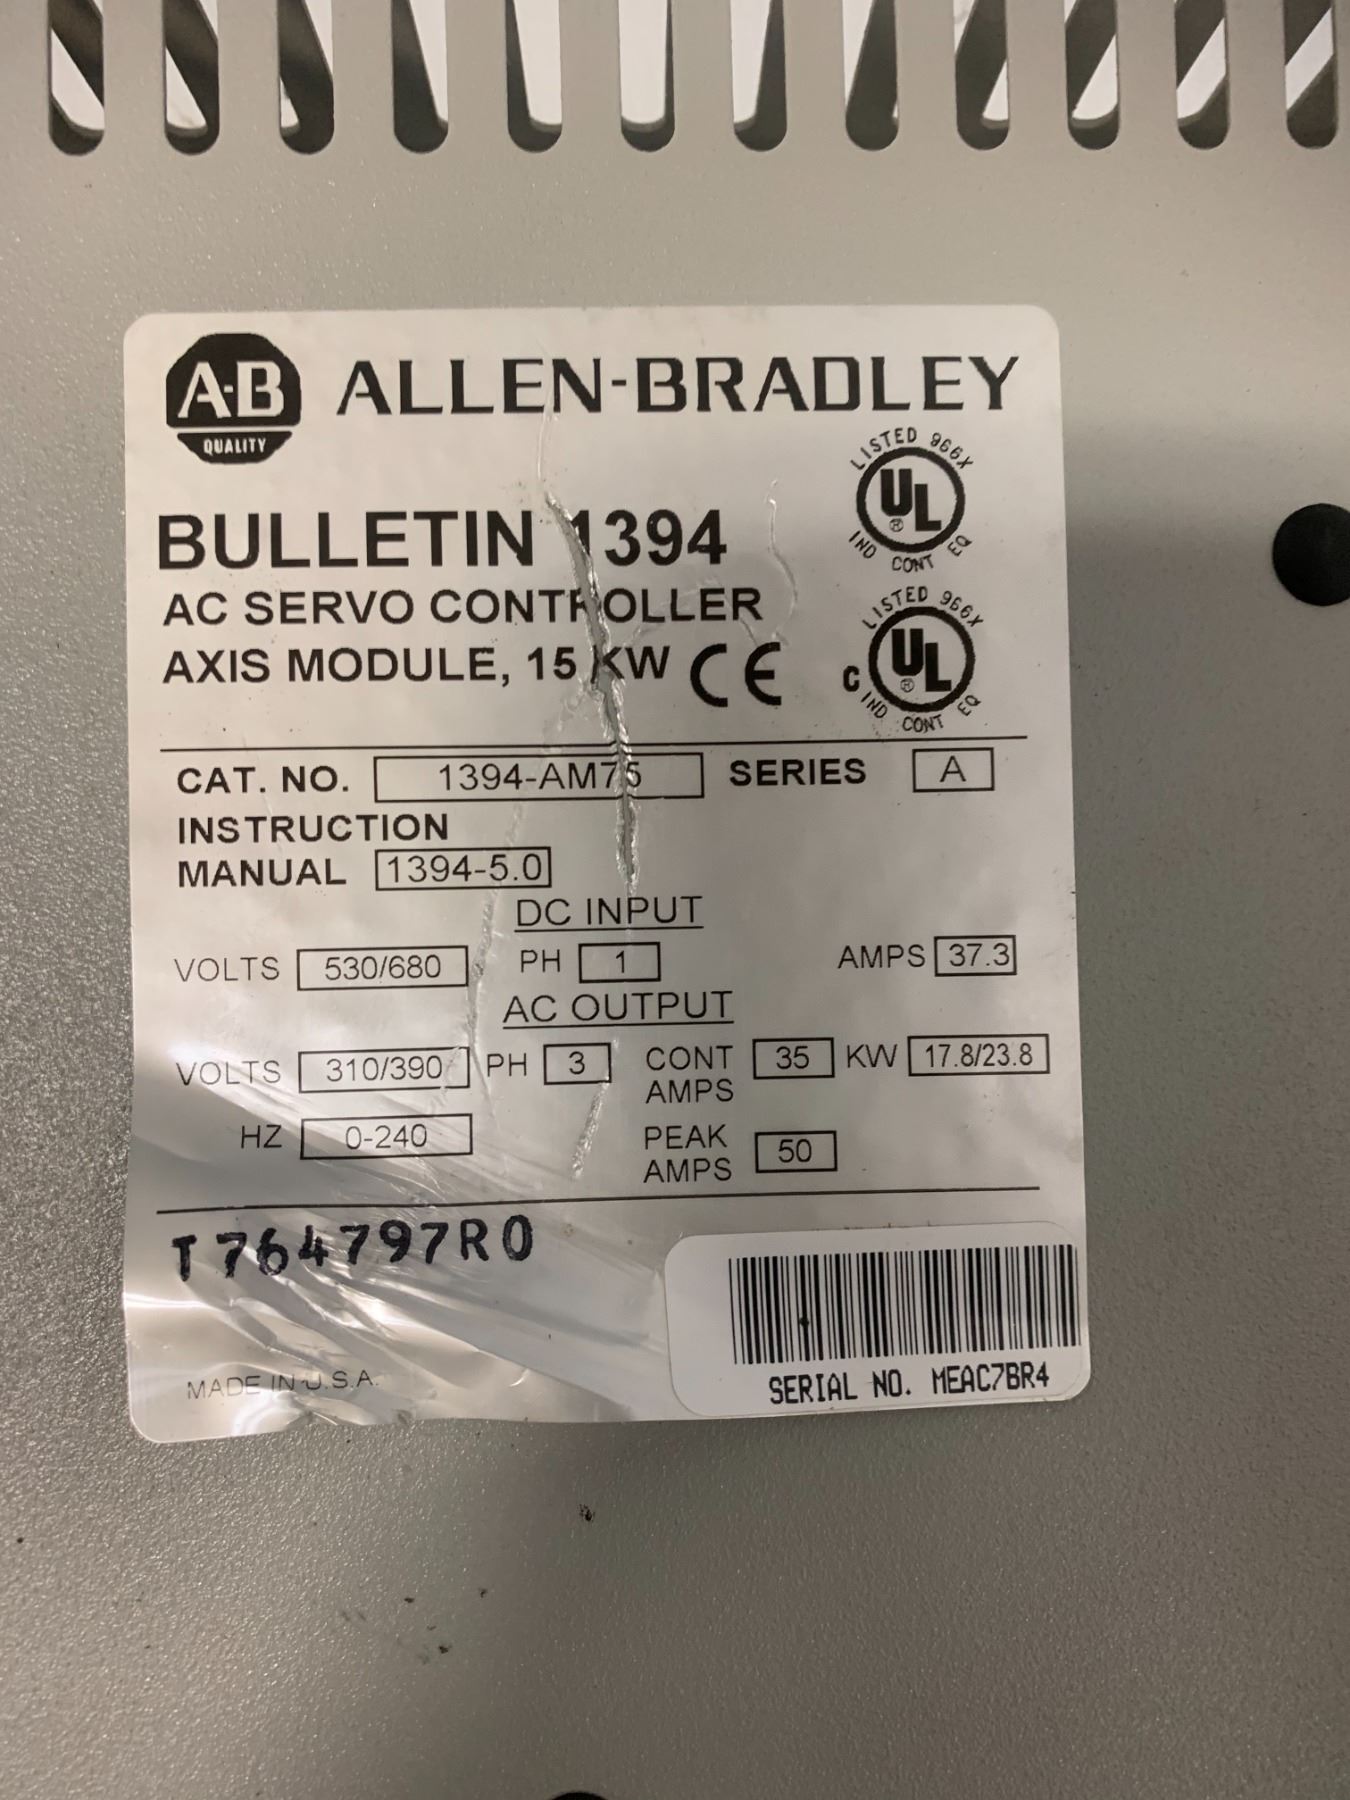 A-B ALLEN-BRADLEY
QUALITY
LISTED 966X
UL ®
IND CONT EQ
BULLETIN 1394
AC SERVO CONTROLLER
AXIS MODULE, 15 KW CE
LISTED 966X
C UL ®
IND CONT EQ
CAT. NO. 1394-AM75 SERIES A
INSTRUCTION
MANUAL 1394-5.0
DC INPUT
VOLTS 530/680 PH 1 AMPS 37.3
AC OUTPUT
VOLTS 310/390 PH 3 CONT AMPS 35 KW 17.8/23.8
HZ 0-240 PEAK AMPS 50
T764797R0
MADE IN U.S.A.
SERIAL NO. MEAC7BR4